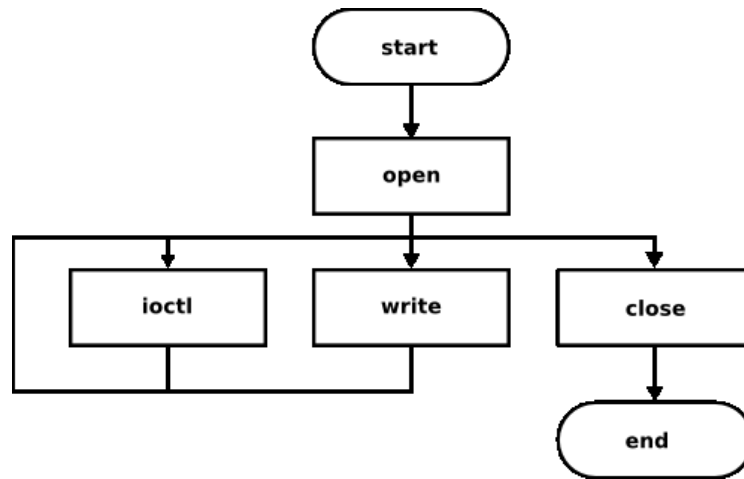 start
open
ioctl
write
close
end